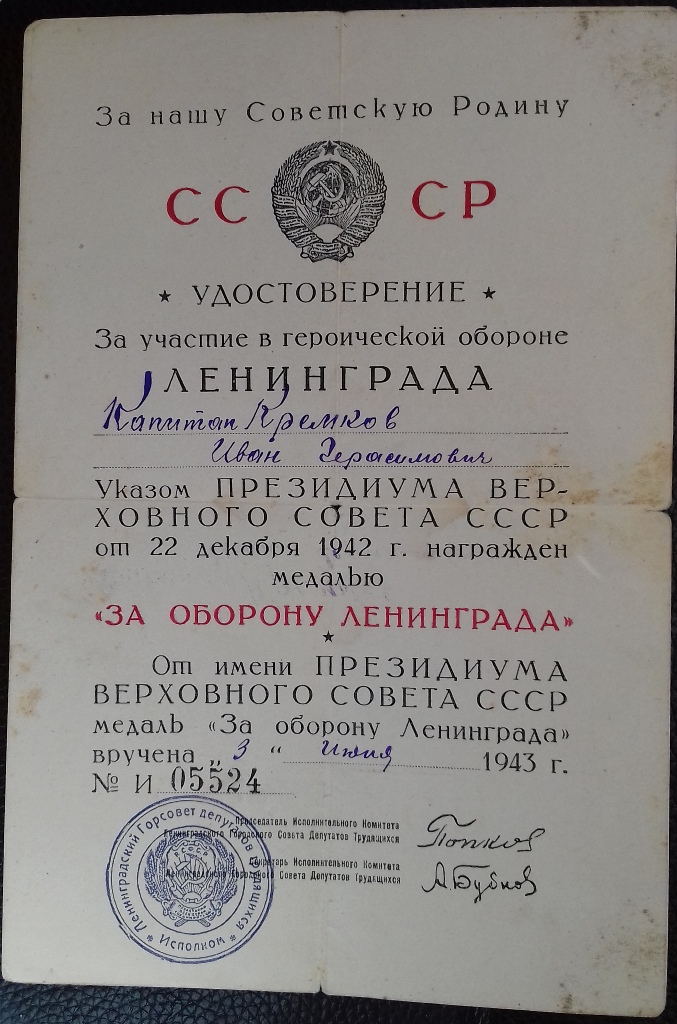 За нашу Советскую Родину
СССР
★ УДОСТОВЕРЕНИЕ ★
За участие в героической обороне
ЛЕНИНГРАДА
Капитан Кремков
Иван Герасимович
Указом ПРЕЗИДИУМА ВЕР-
ХОВНОГО СОВЕТА СССР
от 22 декабря 1942 г. награжден
медалью
«ЗА ОБОРОНУ ЛЕНИНГРАДА»
★
От имени ПРЕЗИДИУМА
ВЕРХОВНОГО СОВЕТА СССР
медаль «За оборону Ленинграда»
вручена „3“ июня 1943 г.
№ И 05524
Председатель Исполнительного Комитета
Ленинградского Городского Совета Депутатов Трудящихся
Попков
Секретарь Исполнительного Комитета
Ленинградского Городского Совета Депутатов Трудящихся
А.Бубнов
Ленинградский Горсовет депутатов трудящихся
★ Исполком ★